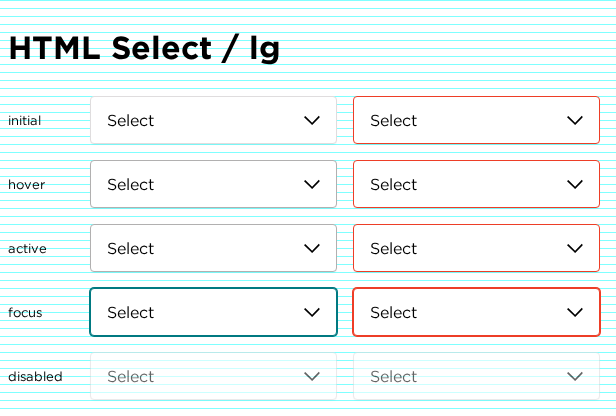 HTML Select / lg
initial Select Select
hover Select Select
active Select Select
focus Select Select
disabled Select Select